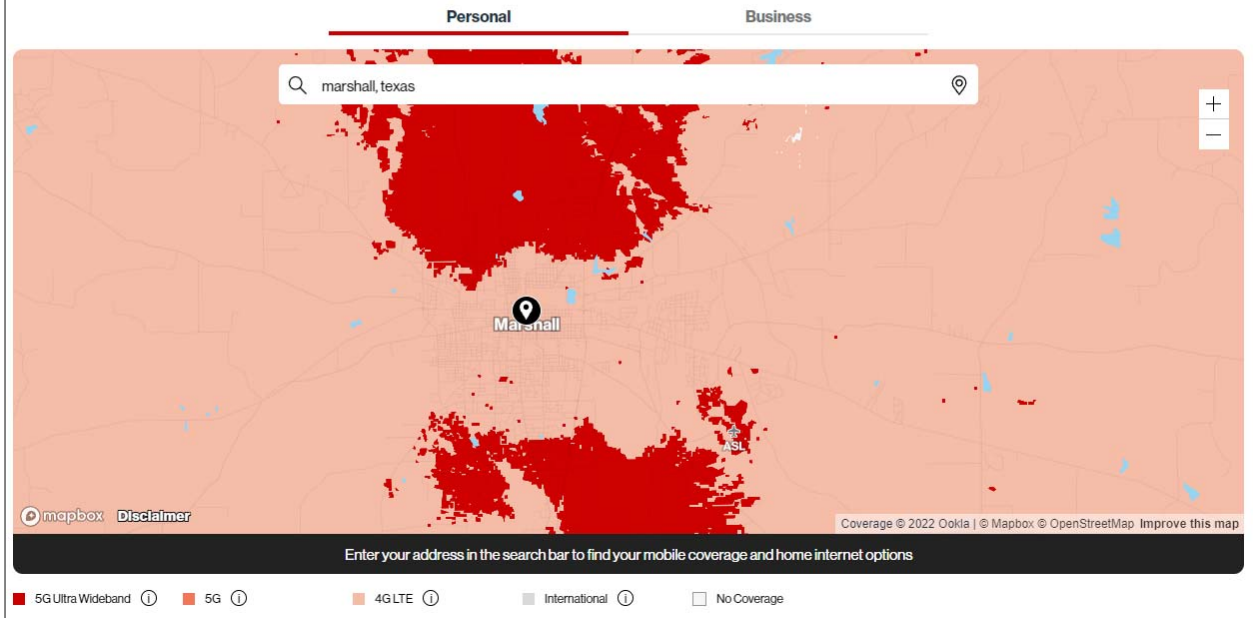 Personal Business
marshall, texas
+
−
Marshall
ASL
mapbox Disclaimer
Coverage © 2022 Ookla | © Mapbox © OpenStreetMap Improve this map
Enter your address in the search bar to find your mobile coverage and home internet options
5G Ultra Wideband i 5G i 4G LTE i International i No Coverage